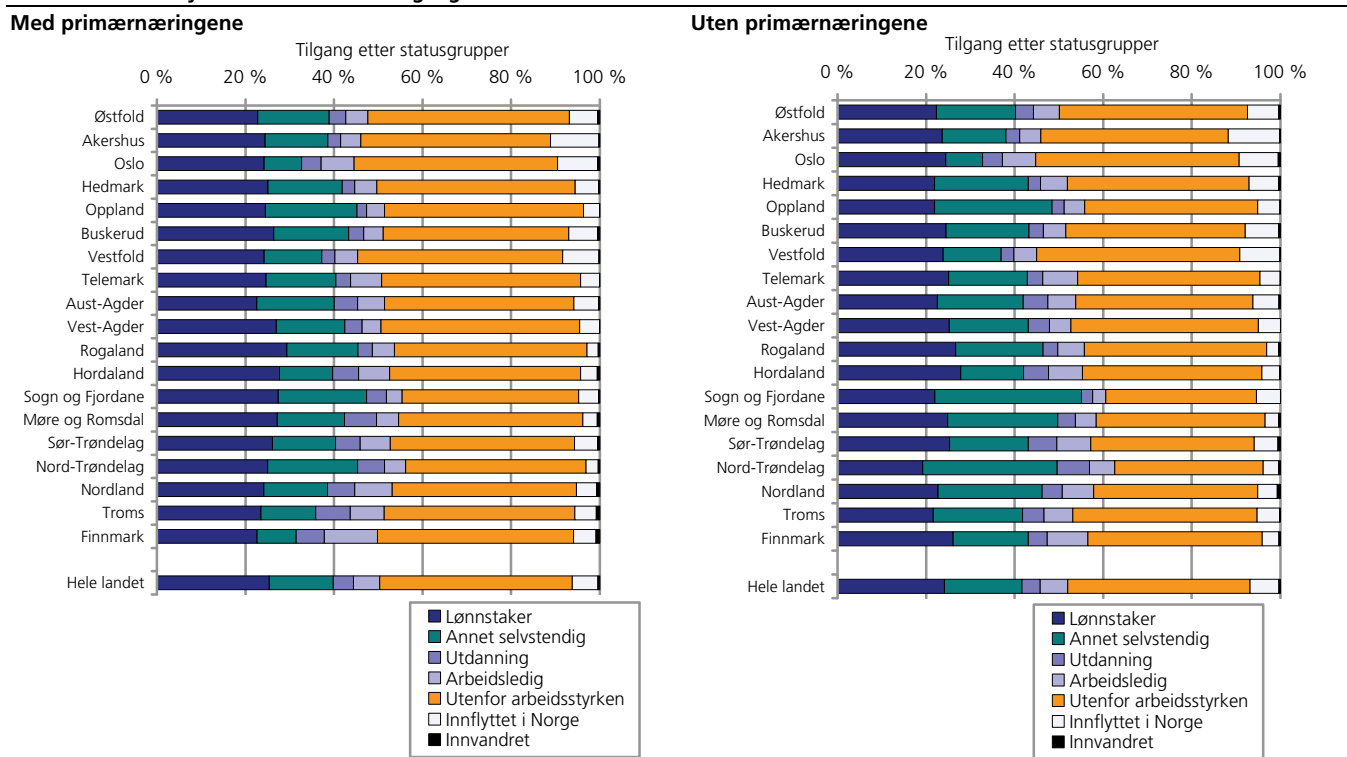 Med primærnæringene
Tilgang etter statusgrupper
0 % 20 % 40 % 60 % 80 % 100 %
Østfold
Akershus
Oslo
Hedmark
Oppland
Buskerud
Vestfold
Telemark
Aust-Agder
Vest-Agder
Rogaland
Hordaland
Sogn og Fjordane
Møre og Romsdal
Sør-Trøndelag
Nord-Trøndelag
Nordland
Troms
Finnmark
Hele landet
Lønnstaker
Annet selvstendig
Utdanning
Arbeidsledig
Utenfor arbeidsstyrken
Innflyttet i Norge
Innvandret
Uten primærnæringene
Tilgang etter statusgrupper
0 % 20 % 40 % 60 % 80 % 100 %
Østfold
Akershus
Oslo
Hedmark
Oppland
Buskerud
Vestfold
Telemark
Aust-Agder
Vest-Agder
Rogaland
Hordaland
Sogn og Fjordane
Møre og Romsdal
Sør-Trøndelag
Nord-Trøndelag
Nordland
Troms
Finnmark
Hele landet
Lønnstaker
Annet selvstendig
Utdanning
Arbeidsledig
Utenfor arbeidsstyrken
Innflyttet i Norge
Innvandret